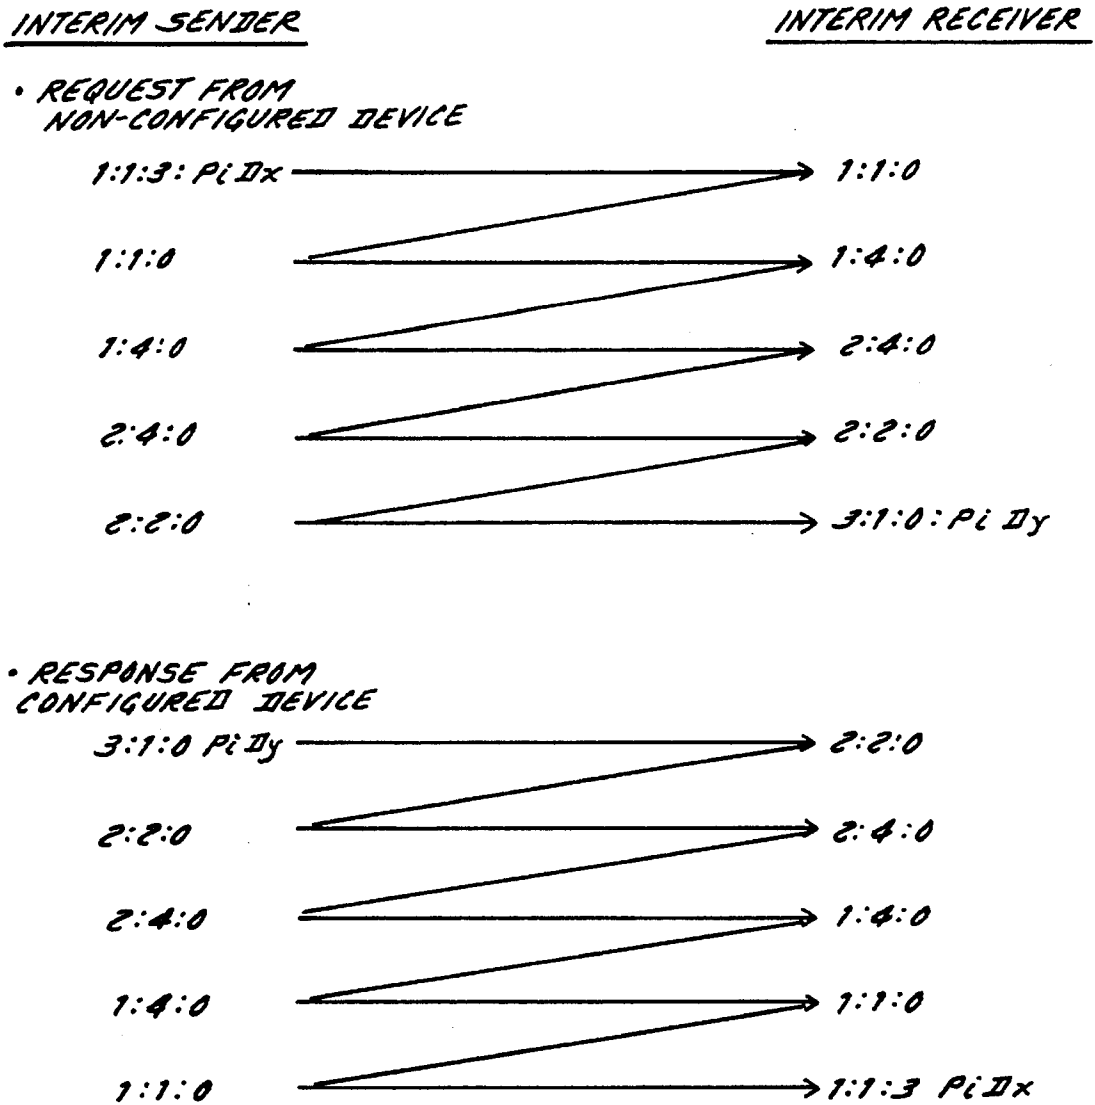 INTERIM SENDER
INTERIM RECEIVER
• REQUEST FROM
NON-CONFIGURED DEVICE
1:1:3: PiDx
1:1:0
1:1:0
1:4:0
1:4:0
2:4:0
2:4:0
2:2:0
2:2:0
3:1:0: Pi Dy
• RESPONSE FROM
CONFIGURED DEVICE
3:1:0 PiDy
2:2:0
2:2:0
2:4:0
2:4:0
1:4:0
1:4:0
1:1:0
1:1:0
1:1:3 PiDx